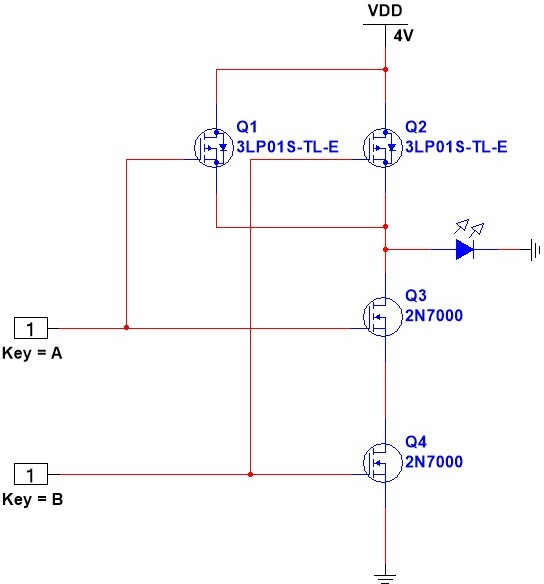 VDD
4V
Q1
3LP01S-TL-E
Q2
3LP01S-TL-E
Q3
2N7000
1
Key = A
Q4
2N7000
1
Key = B